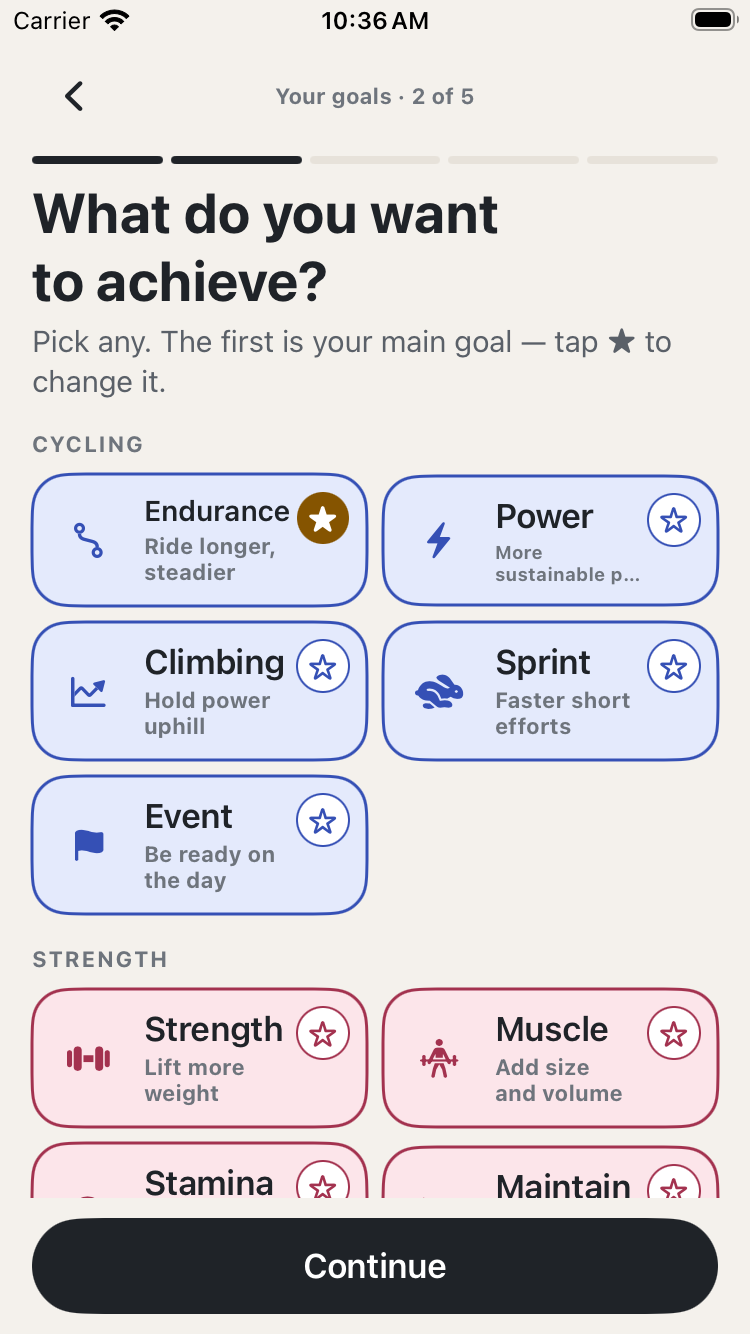 Carrier 10:36 AM
Your goals · 2 of 5
What do you want
to achieve?
Pick any. The first is your main goal — tap ★ to
change it.
CYCLING
Endurance
Ride longer,
steadier
Power
More
sustainable p...
Climbing
Hold power
uphill
Sprint
Faster short
efforts
Event
Be ready on
the day
STRENGTH
Strength
Lift more
weight
Muscle
Add size
and volume
Stamina
Maintain
Continue